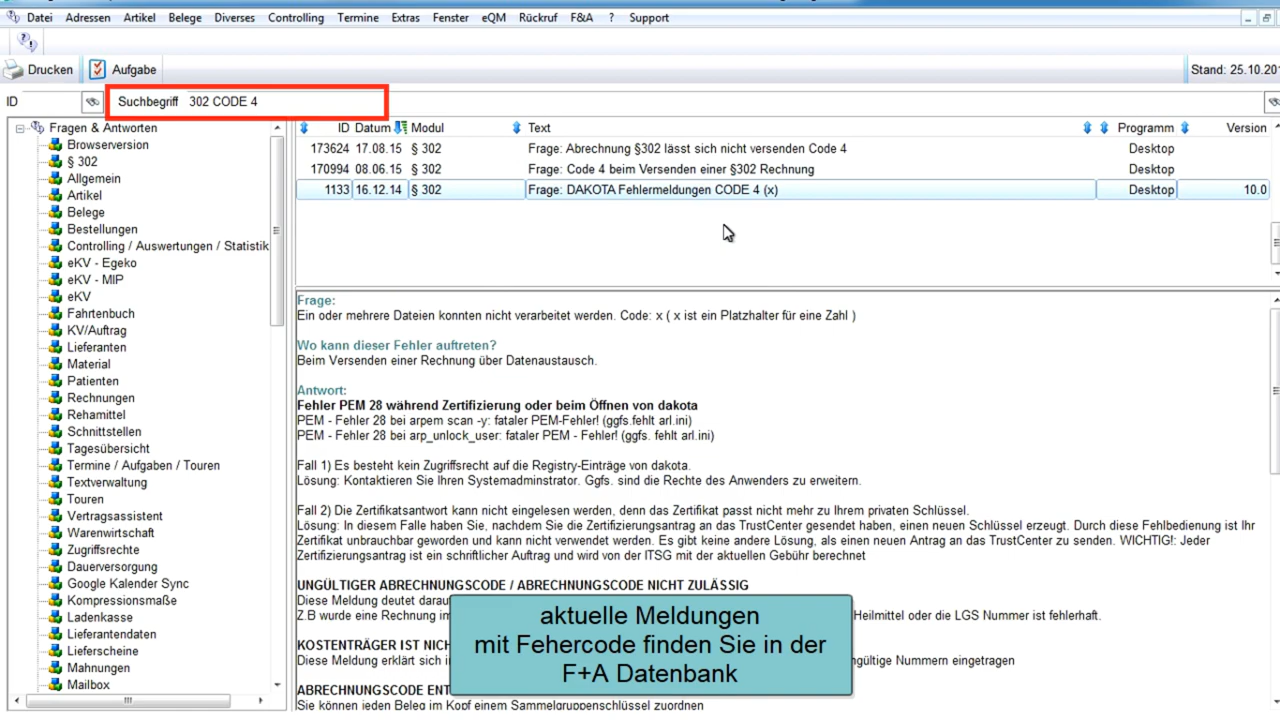 Datei Adressen Artikel Belege Diverses Controlling Termine Extras Fenster eQM Rückruf F&A ? Support
Drucken Aufgabe Stand: 25.10.201
ID Suchbegriff 302 CODE 4
Fragen & Antworten
Browserversion
§ 302
Allgemein
Artikel
Belege
Bestellungen
Controlling / Auswertungen / Statistik
eKV - Egeko
eKV - MIP
eKV
Fahrtenbuch
KV/Auftrag
Lieferanten
Material
Patienten
Rechnungen
Rehamittel
Schnittstellen
Tagesübersicht
Termine / Aufgaben / Touren
Textverwaltung
Touren
Vertragsassistent
Warenwirtschaft
Zugriffsrechte
Dauerversorgung
Google Kalender Sync
Kompressionsmaße
Ladenkasse
Lieferantendaten
Lieferscheine
Mahnungen
Mailbox
ID Datum Modul Text Programm Version
173624 17.08.15 § 302 Frage: Abrechnung §302 lässt sich nicht versenden Code 4 Desktop
170994 08.06.15 § 302 Frage: Code 4 beim Versenden einer §302 Rechnung Desktop
1133 16.12.14 § 302 Frage: DAKOTA Fehlermeldungen CODE 4 (x) Desktop 10.0
Frage:
Ein oder mehrere Dateien konnten nicht verarbeitet werden. Code: x ( x ist ein Platzhalter für eine Zahl )
Wo kann dieser Fehler auftreten?
Beim Versenden einer Rechnung über Datenaustausch.
Antwort:
Fehler PEM 28 während Zertifizierung oder beim Öffnen von dakota
PEM - Fehler 28 bei arpem scan -y: fataler PEM-Fehler! (ggfs.fehlt arl.ini)
PEM - Fehler 28 bei arp_unlock_user: fataler PEM - Fehler! (ggfs. fehlt arl.ini)
Fall 1) Es besteht kein Zugriffsrecht auf die Registry-Einträge von dakota.
Lösung: Kontaktieren Sie Ihren Systemadminstrator. Ggfs. sind die Rechte des Anwenders zu erweitern.
Fall 2) Die Zertifikatsantwort kann nicht eingelesen werden, denn das Zertifikat passt nicht mehr zu Ihrem privaten Schlüssel.
Lösung: In diesem Falle haben Sie, nachdem Sie die Zertifizierungsantrag an das TrustCenter gesendet haben, einen neuen Schlüssel erzeugt. Durch diese Fehlbedienung ist Ihr
Zertifikat unbrauchbar geworden und kann nicht verwendet werden. Es gibt keine andere Lösung, als einen neuen Antrag an das TrustCenter zu senden. WICHTIG!: Jeder
Zertifizierungsantrag ist ein schriftlicher Auftrag und wird von der ITSG mit der aktuellen Gebühr berechnet
UNGÜLTIGER ABRECHNUNGSCODE / ABRECHNUNGSCODE NICHT ZULÄSSIG
Diese Meldung deutet darau
Z.B wurde eine Rechnung im Heilmittel oder die LGS Nummer ist fehlerhaft.
KOSTENTRÄGER IST NICH
Diese Meldung erklärt sich i ngültige Nummern eingetragen
ABRECHNUNGSCODE ENT
Sie können jeden Beleg im Kopf einem Sammelgruppenschlüssel zuordnen
aktuelle Meldungen
mit Fehercode finden Sie in der
F+A Datenbank